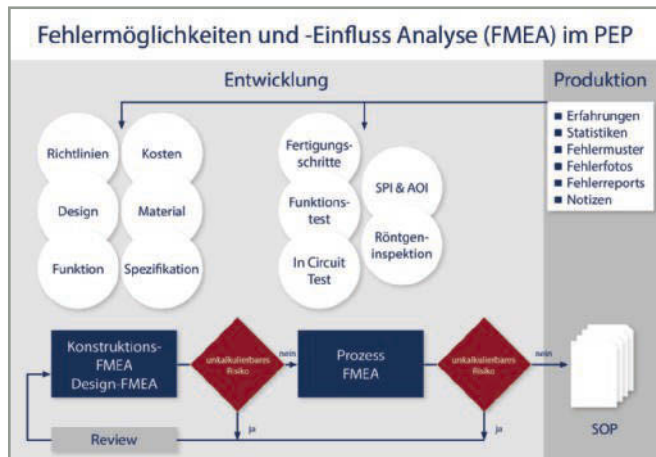 Fehlermöglichkeiten und -Einfluss Analyse (FMEA) im PEP
Entwicklung
Produktion
Richtlinien
Kosten
Design
Material
Funktion
Spezifikation
Fertigungs-
schritte
Funktions-
test
In Circuit
Test
SPI & AOI
Röntgen-
inspektion
Erfahrungen
Statistiken
Fehlermuster
Fehlerfotos
Fehlerreports
Notizen
Konstruktions-
FMEA
Design-FMEA
unkalkulierbares
Risiko
nein
Prozess
FMEA
unkalkulierbares
Risiko
nein
SOP
Review
ja
ja